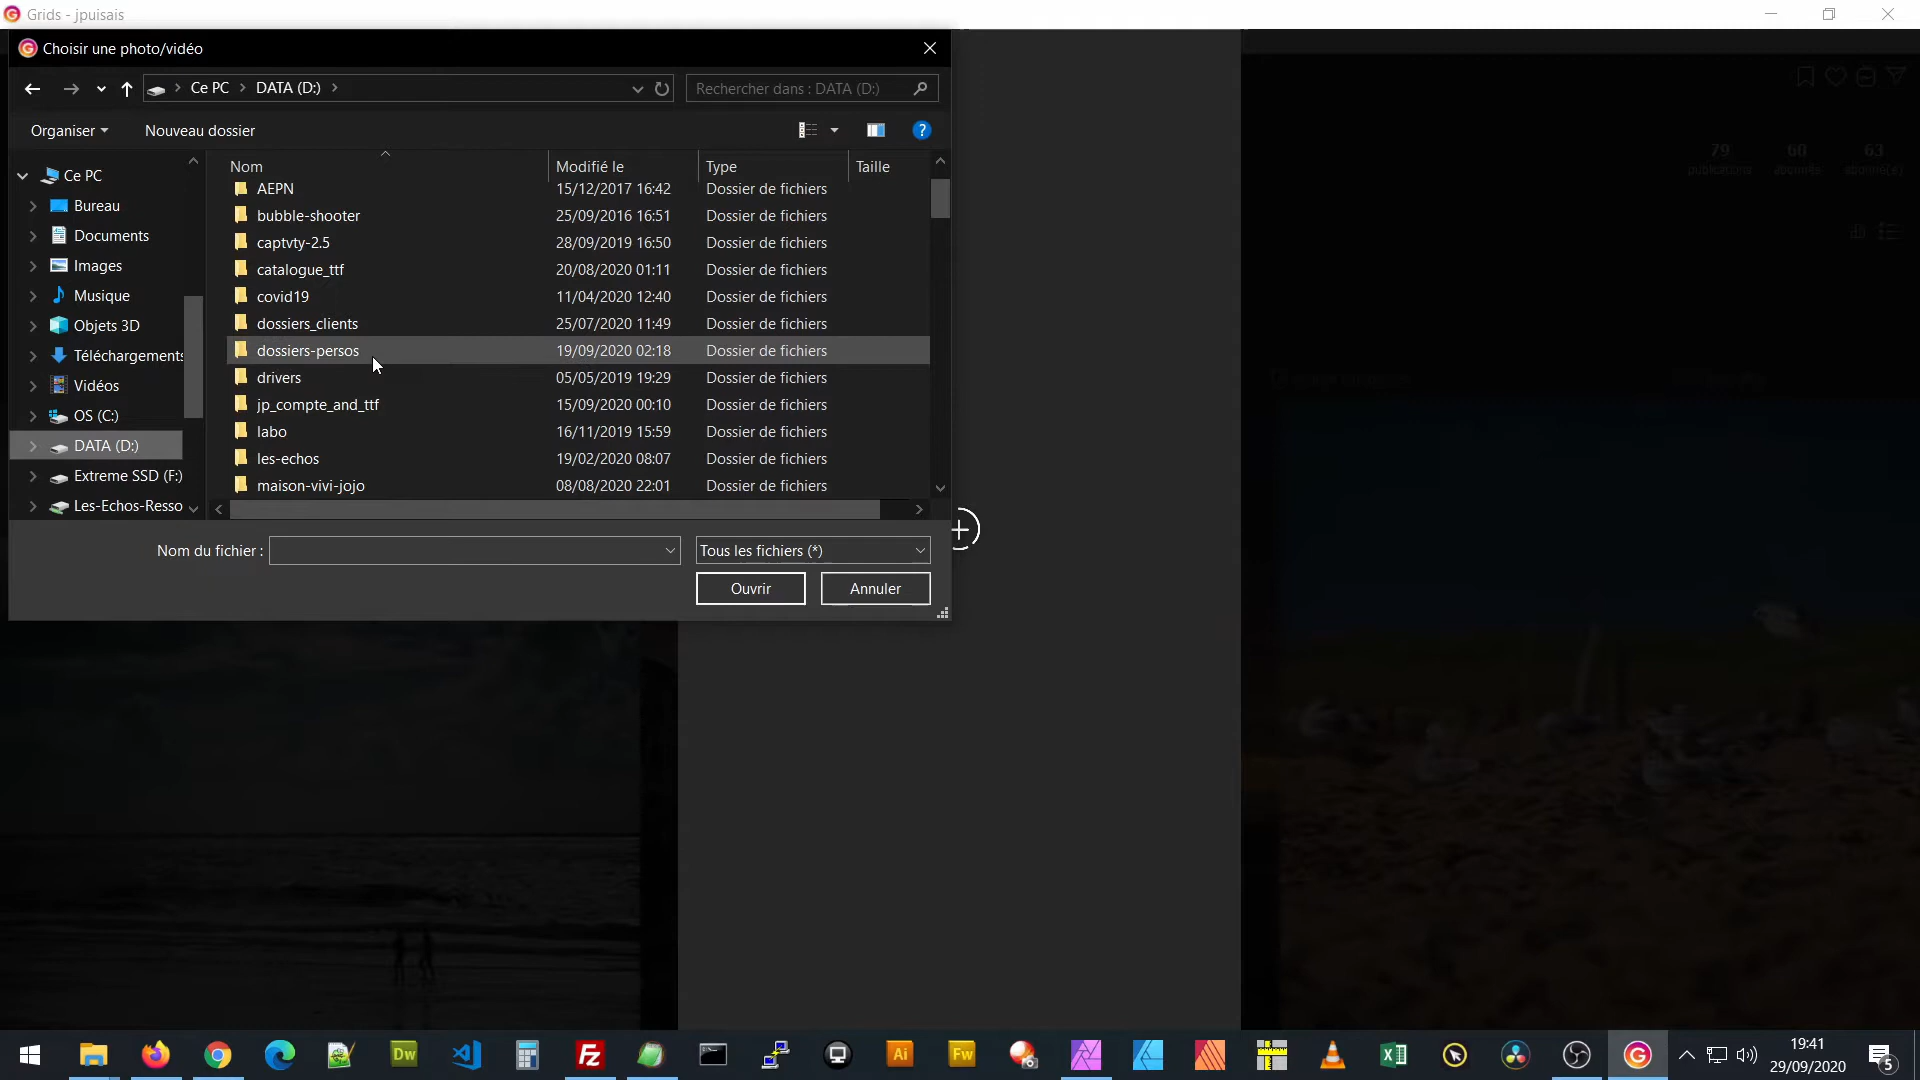 Grids - jpuisais
Choisir une photo/vidéo
Ce PC
DATA (D:)
Rechercher dans : DATA (D:)
Organiser
Nouveau dossier
?
Ce PC
Bureau
Documents
Images
Musique
Objets 3D
Téléchargements
Vidéos
OS (C:)
DATA (D:)
Extreme SSD (F:)
Les-Echos-Resso
Nom Modifié le Type Taille
AEPN 15/12/2017 16:42 Dossier de fichiers
bubble-shooter 25/09/2016 16:51 Dossier de fichiers
captvty-2.5 28/09/2019 16:50 Dossier de fichiers
catalogue_ttf 20/08/2020 01:11 Dossier de fichiers
covid19 11/04/2020 12:40 Dossier de fichiers
dossiers_clients 25/07/2020 11:49 Dossier de fichiers
dossiers-persos 19/09/2020 02:18 Dossier de fichiers
drivers 05/05/2019 19:29 Dossier de fichiers
jp_compte_and_ttf 15/09/2020 00:10 Dossier de fichiers
labo 16/11/2019 15:59 Dossier de fichiers
les-echos 19/02/2020 08:07 Dossier de fichiers
maison-vivi-jojo 08/08/2020 22:01 Dossier de fichiers
Nom du fichier :
Tous les fichiers (*)
Ouvrir
Annuler
79 60 63
publications abonnés abonné(e)
Dw
Fz
Ai
Fw
19:41
29/09/2020
5